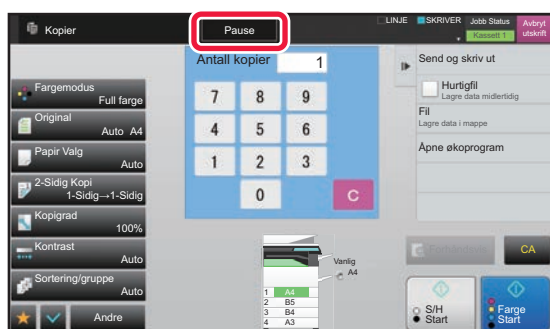 Kopier
Pause
LINJE
SKRIVER
Jobb Status
Kassett 1
Avbryt
utskrift
Antall kopier
1
Fargemodus
Full farge
Original
Auto A4
Papir Valg
Auto
2-Sidig Kopi
1-Sidig→1-Sidig
Kopigrad
100%
Kontrast
Auto
Sortering/gruppe
Auto
Andre
7 8 9
4 5 6
1 2 3
0 C
Vanlig
A4
1 A4
2 B5
3 B4
4 A3
Send og skriv ut
Hurtigfil
Lagre data midlertidig
Fil
Lagre data i mappe
Åpne økoprogram
CA
S/H
Start
Farge
Start